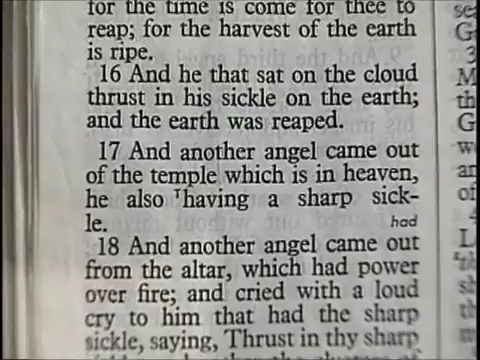 for the time is come for thee to
reap; for the harvest of the earth
is ripe.
16 And he that sat on the cloud
thrust in his sickle on the earth;
and the earth was reaped.
17 And another angel came out
of the temple which is in heaven,
he also ᵀhaving a sharp sick-
le. had
18 And another angel came out
from the altar, which had power
over fire; and cried with a loud
cry to him that had the sharp
sickle, saying, Thrust in thy sharp